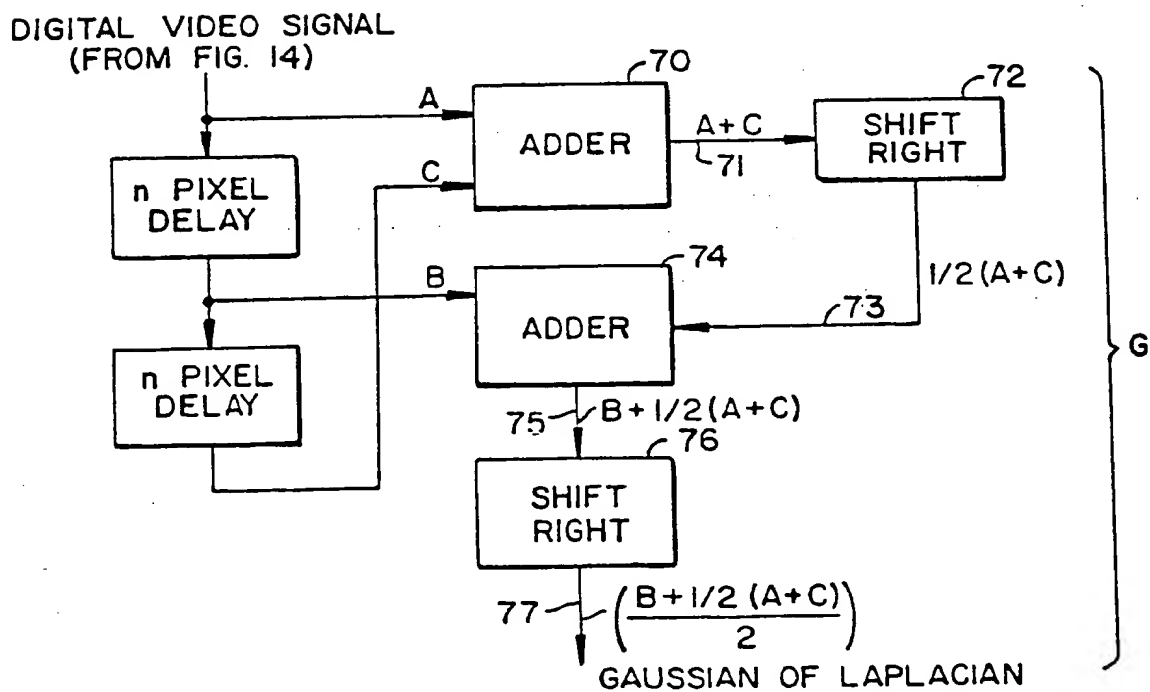 DIGITAL VIDEO SIGNAL
(FROM FIG. 14)
70
72
A
ADDER
A+C
71
SHIFT
RIGHT
G
n PIXEL
DELAY
C
74
B
ADDER
73
1/2 (A+C)
n PIXEL
DELAY
75
B+1/2 (A+C)
76
SHIFT
RIGHT
77
(B+1/2 (A+C)
2)
GAUSSIAN OF LAPLACIAN